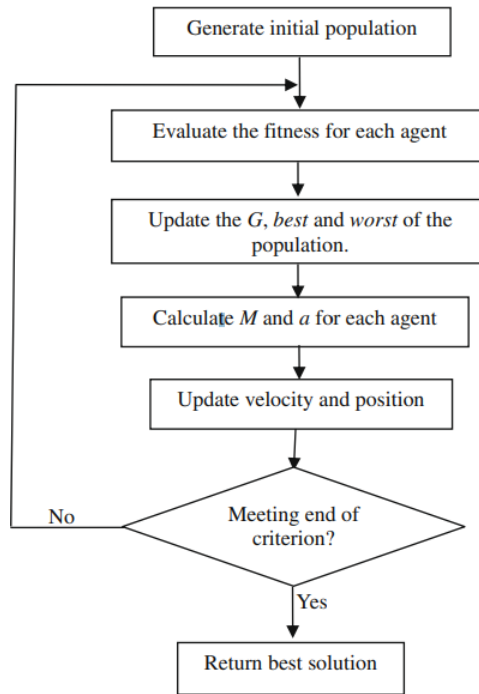 Generate initial population
Evaluate the fitness for each agent
Update the G, best and worst of the
population.
Calculate M and a for each agent
Update velocity and position
Meeting end of
criterion?
No
Yes
Return best solution